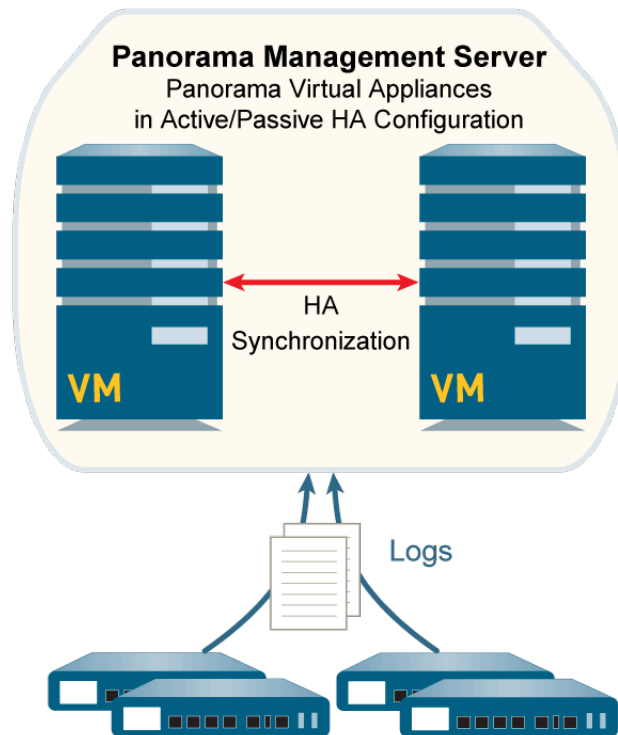 Panorama Management Server
Panorama Virtual Appliances
in Active/Passive HA Configuration
HA
Synchronization
VM
VM
Logs